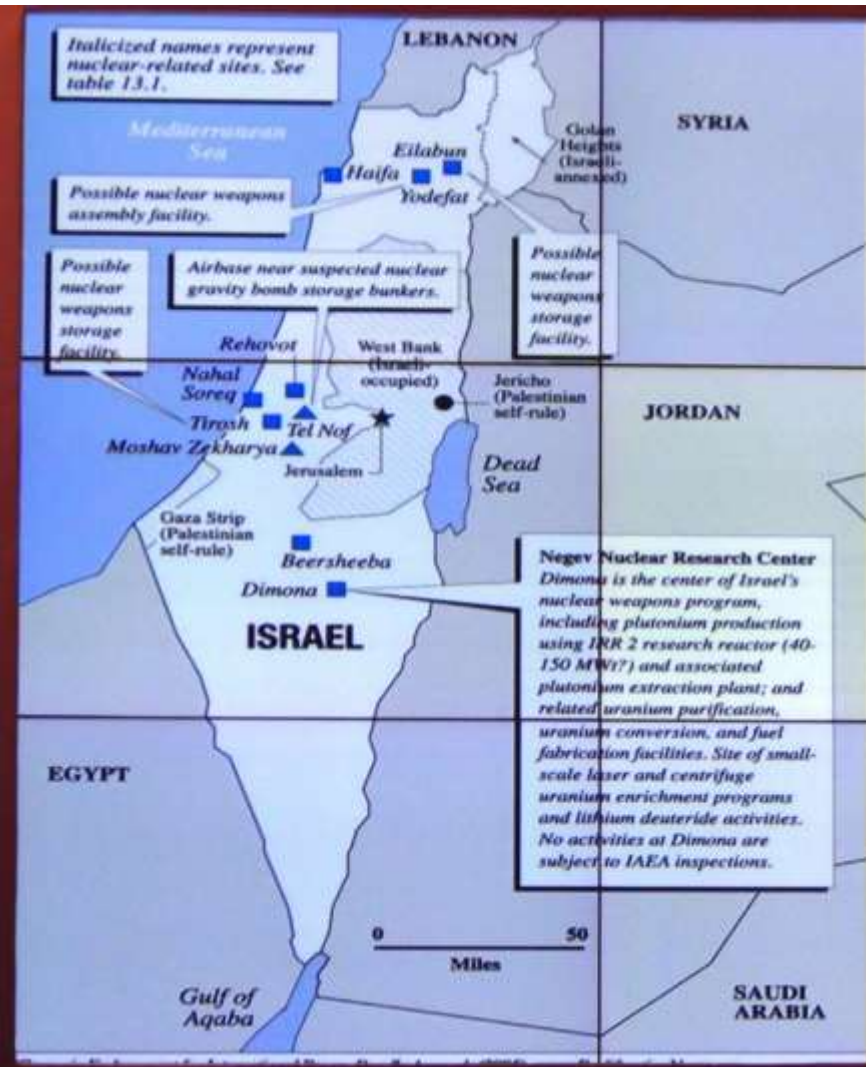 Italicized names represent
nuclear-related sites. See
table 13.1.
LEBANON
SYRIA
Mediterranean
Sea
Golan
Heights
(Israeli-
annexed)
Eilabun
Haifa
Yodefat
Possible nuclear weapons
assembly facility.
Possible
nuclear
weapons
storage
facility.
Airbase near suspected nuclear
gravity bomb storage bunkers.
Possible
nuclear
weapons
storage
facility.
Rehovot
West Bank
(Israeli-
occupied)
Nahal
Soreq
Jericho
(Palestinian
self-rule)
JORDAN
Tirosh
Tel Nof
Moshav Zekharya
Jerusalem
Dead
Sea
Gaza Strip
(Palestinian
self-rule)
Beersheeba
Dimona
ISRAEL
Negev Nuclear Research Center
Dimona is the center of Israel's
nuclear weapons program,
including plutonium production
using IRR 2 research reactor (40-
150 MWt?) and associated
plutonium extraction plant; and
related uranium purification,
uranium conversion, and fuel
fabrication facilities. Site of small-
scale laser and centrifuge
uranium enrichment programs
and lithium deuteride activities.
No activities at Dimona are
subject to IAEA inspections.
EGYPT
0 50
Miles
Gulf of
Aqaba
SAUDI
ARABIA